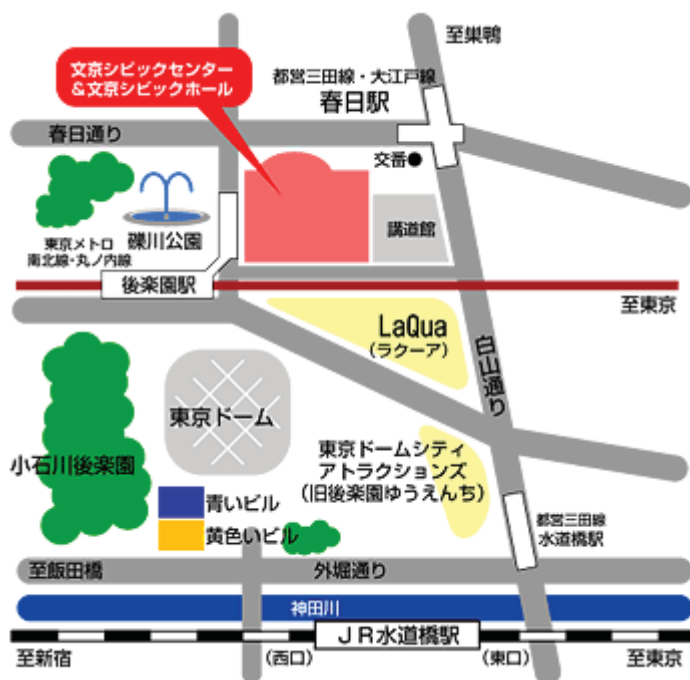 至巣鴨
文京シビックセンター
&文京シビックホール
都営三田線・大江戸線
春日駅
春日通り
交番
講道館
東京メトロ
南北線・丸ノ内線
礫川公園
後楽園駅
至東京
LaQua
(ラクーア)
白山通り
東京ドーム
小石川後楽園
東京ドームシティ
アトラクションズ
(旧後楽園ゆうえんち)
青いビル
黄色いビル
都営三田線
水道橋駅
至飯田橋
外堀通り
神田川
JR水道橋駅
至新宿
(西口)
(東口)
至東京